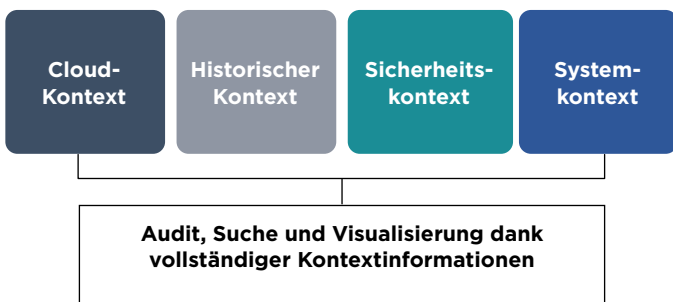 Cloud-
Kontext
Historischer
Kontext
Sicherheits-
kontext
System-
kontext
Audit, Suche und Visualisierung dank
vollständiger Kontextinformationen